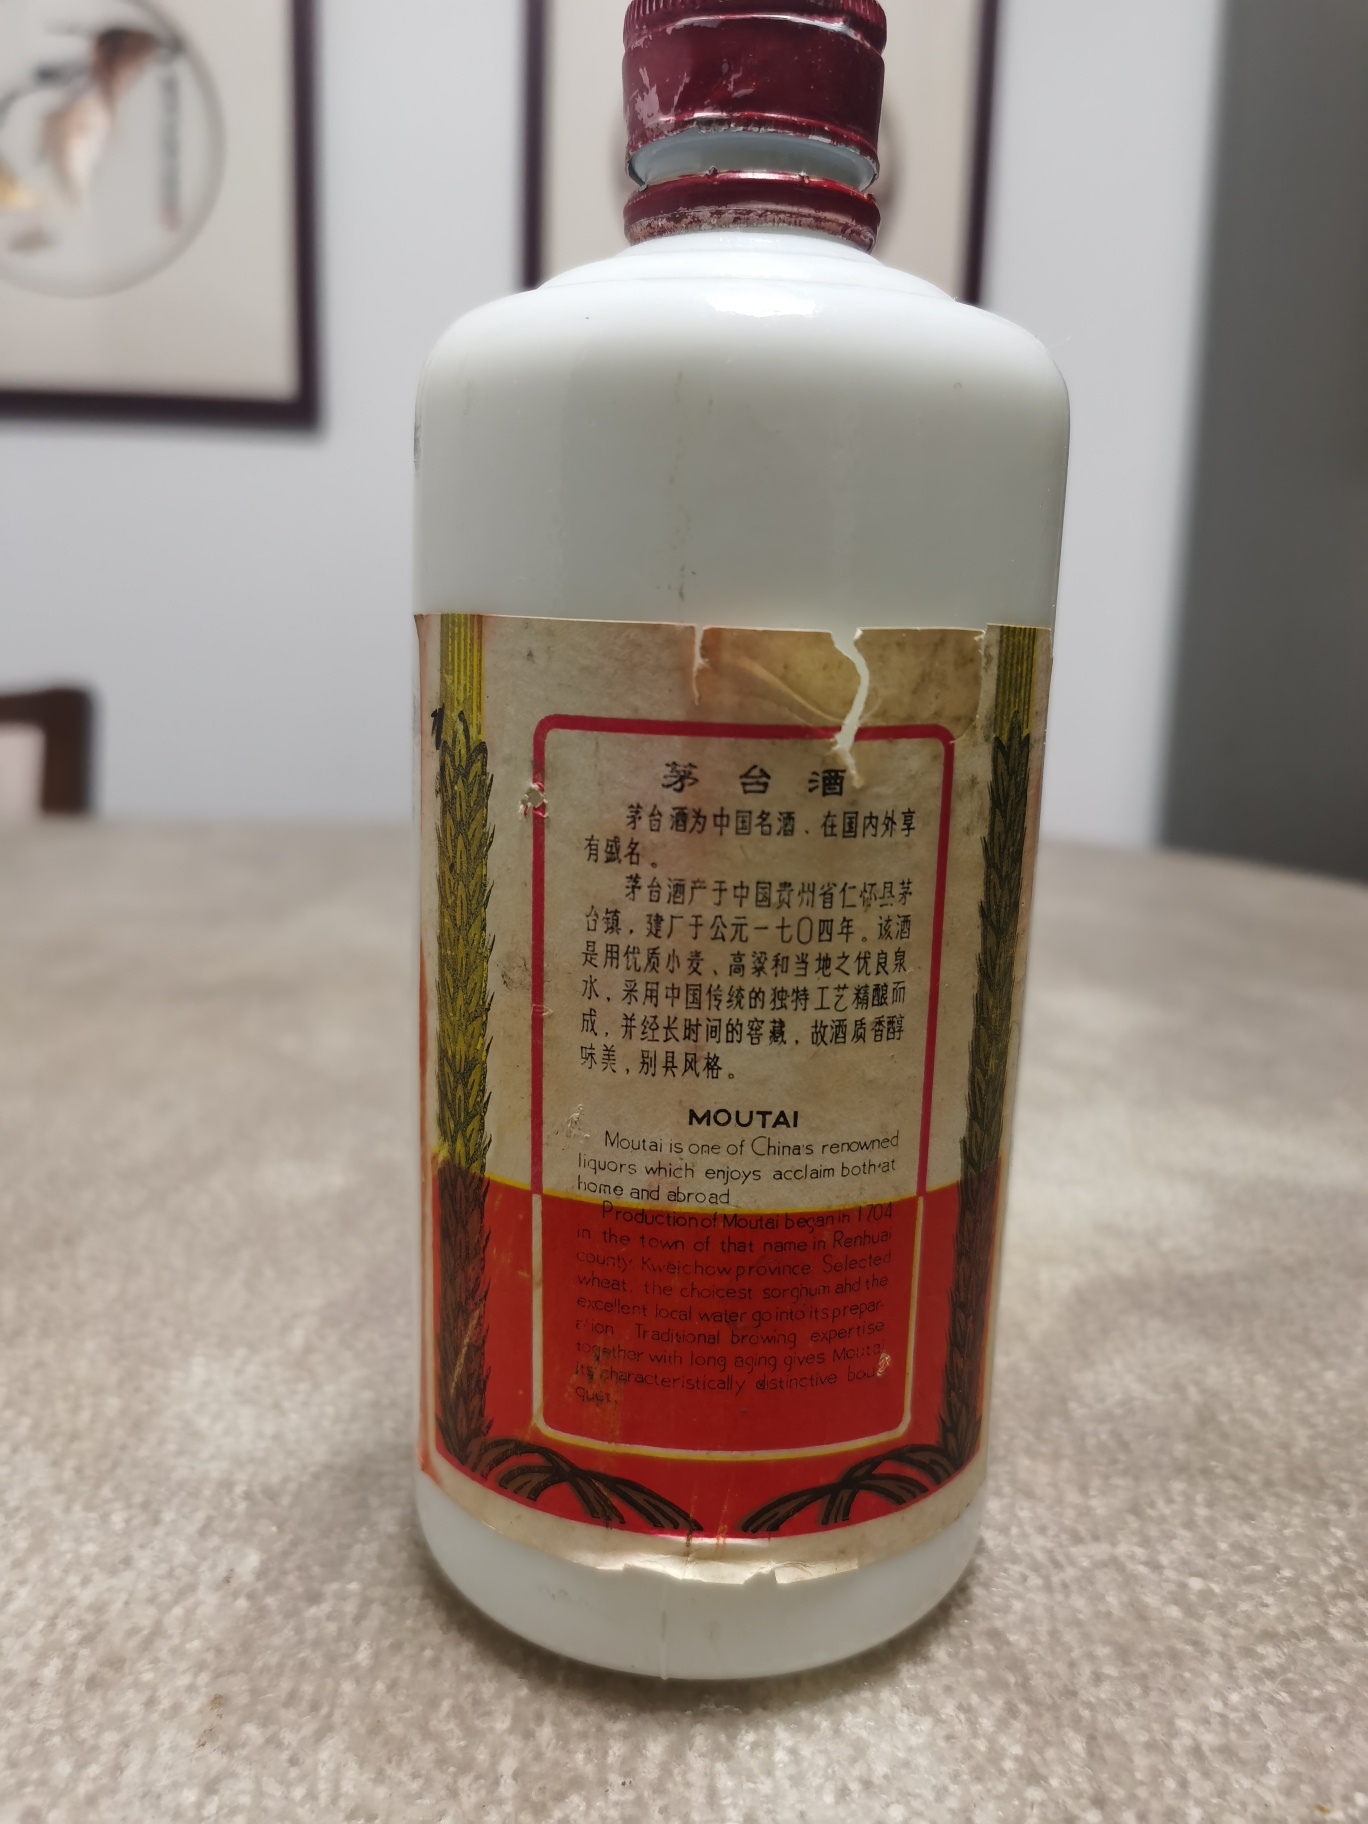 茅台酒
茅台酒为中国名酒、在国内外享
有盛名。
茅台酒产于中国贵州省仁怀县茅
台镇，建厂于公元一七〇四年。该酒
是用优质小麦、高粱和当地之优良泉
水，采用中国传统的独特工艺精酿而
成，并经长时间的窖藏，故酒质香醇
味美，别具风格。
MOUTAI
Moutai is one of China's renowned
liquors which enjoys acclaim both at
home and abroad
Production of Moutai began in 1704
in the town of that name in Renhuai
county, Kweichow province Selected
wheat, the choicest sorghum and the
excellent local water go into its prepar-
ation Traditional browing expertise
together with long aging gives Moutai
its characteristically distinctive bou-
quet.